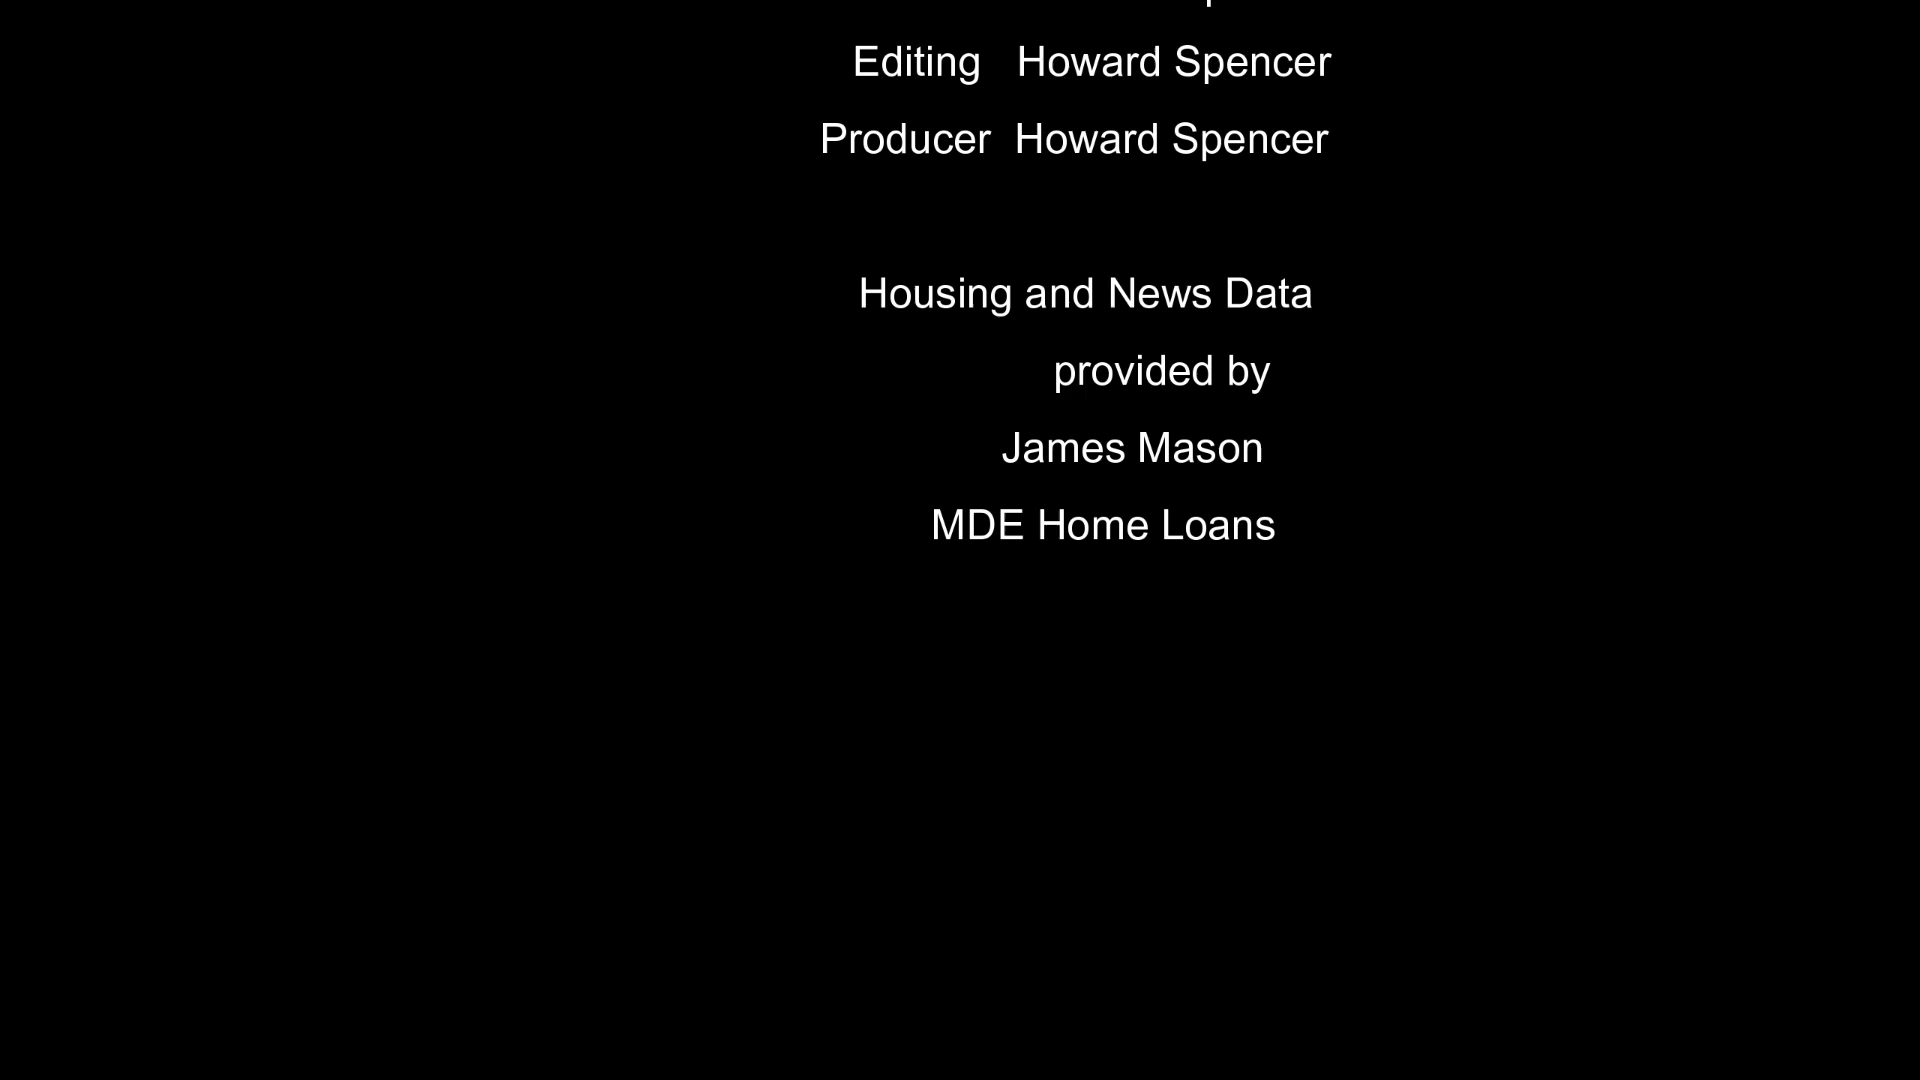 Editing Howard Spencer
Producer Howard Spencer
Housing and News Data
provided by
James Mason
MDE Home Loans